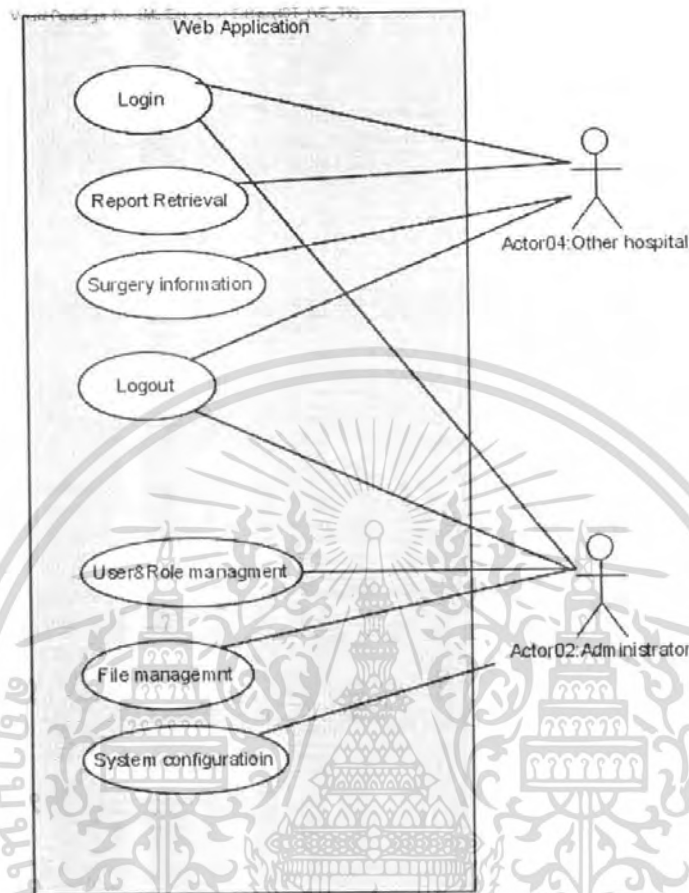 Web Application
Login
Report Retrieval
Actor04:Other hospital
Surgery information
Logout
User&Role managment
Actor02:Administrator
File managemnt
System configuratioin